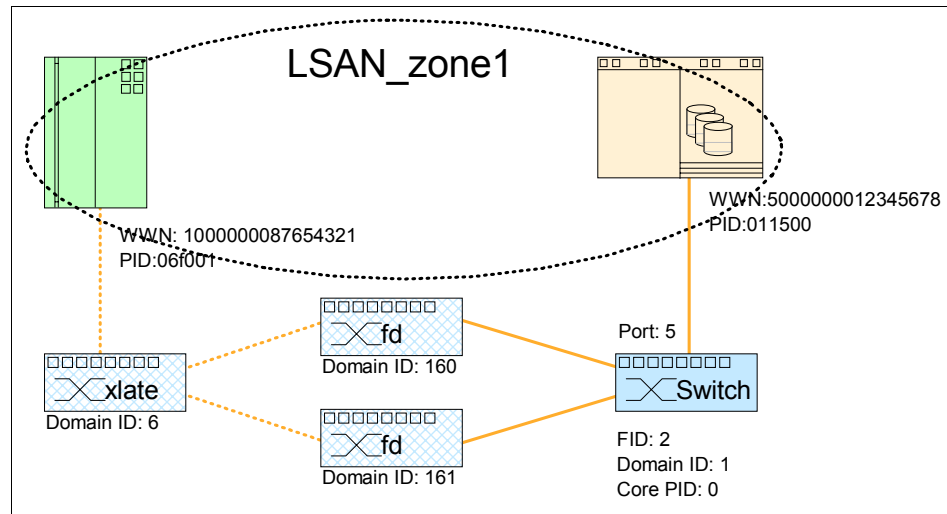 LSAN_zone1
WWN: 1000000087654321
PID:06f001
WWN:5000000012345678
PID:011500
fd
Domain ID: 160
Port: 5
xlate
Domain ID: 6
Switch
fd
Domain ID: 161
FID: 2
Domain ID: 1
Core PID: 0